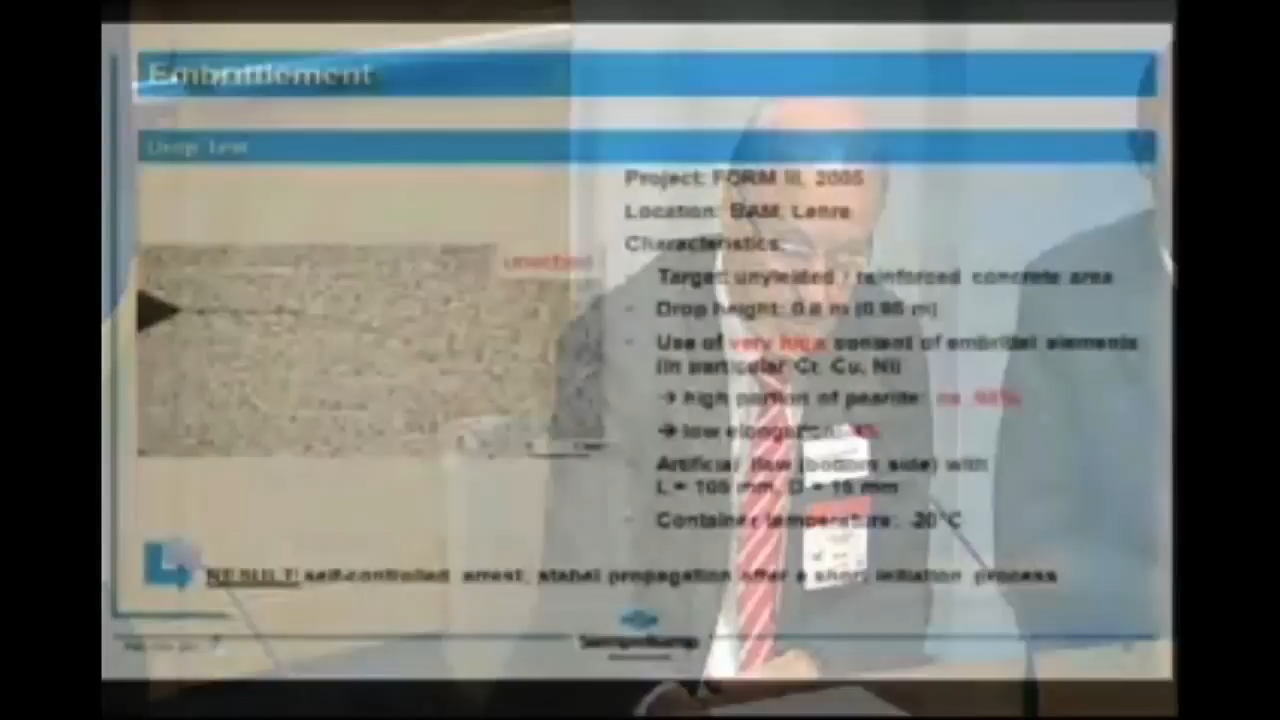 Embrittlement
Drop Test
Project: FORM III, 2005
Location: BAM, Lehre
Characteristics:
Target: unyielded / reinforced concrete area
- Drop height: 0.8 m (0.95 m)
- Use of very high content of embrittel elements
(in particular Cr, Cu, Ni)
→ high portion of pearlite:
→ low elongation:
Artificial flaw (bottom side) with
- Container temperature: -20°C
RESULT: self-controlled arrest, stabel propagation after a short initiation process
Siempelkamp